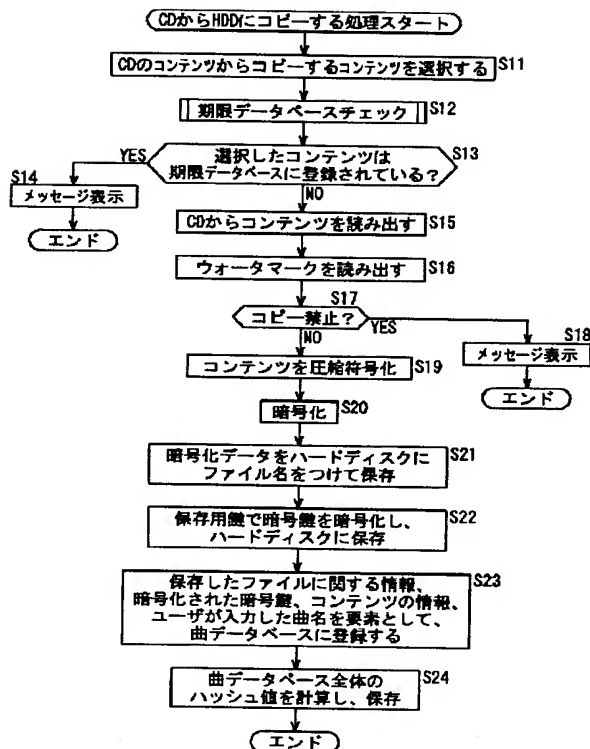 CDからHDDにコピーする処理スタート
CDのコンテンツからコピーするコンテンツを選択する S11
期限データベースチェック S12
選択したコンテンツは
期限データベースに登録されている？ S13
YES
NO
S14
メッセージ表示
エンド
CDからコンテンツを読み出す S15
ウォータマークを読み出す S16
S17
コピー禁止？
YES
NO
S18
メッセージ表示
エンド
コンテンツを圧縮符号化 S19
暗号化 S20
暗号化データをハードディスクに
ファイル名をつけて保存 S21
保存用鍵で暗号鍵を暗号化し、
ハードディスクに保存 S22
S23
保存したファイルに関する情報、
暗号化された暗号鍵、コンテンツの情報、
ユーザが入力した曲名を要素として、
曲データベースに登録する
曲データベース全体の
ハッシュ値を計算し、保存 S24
エンド